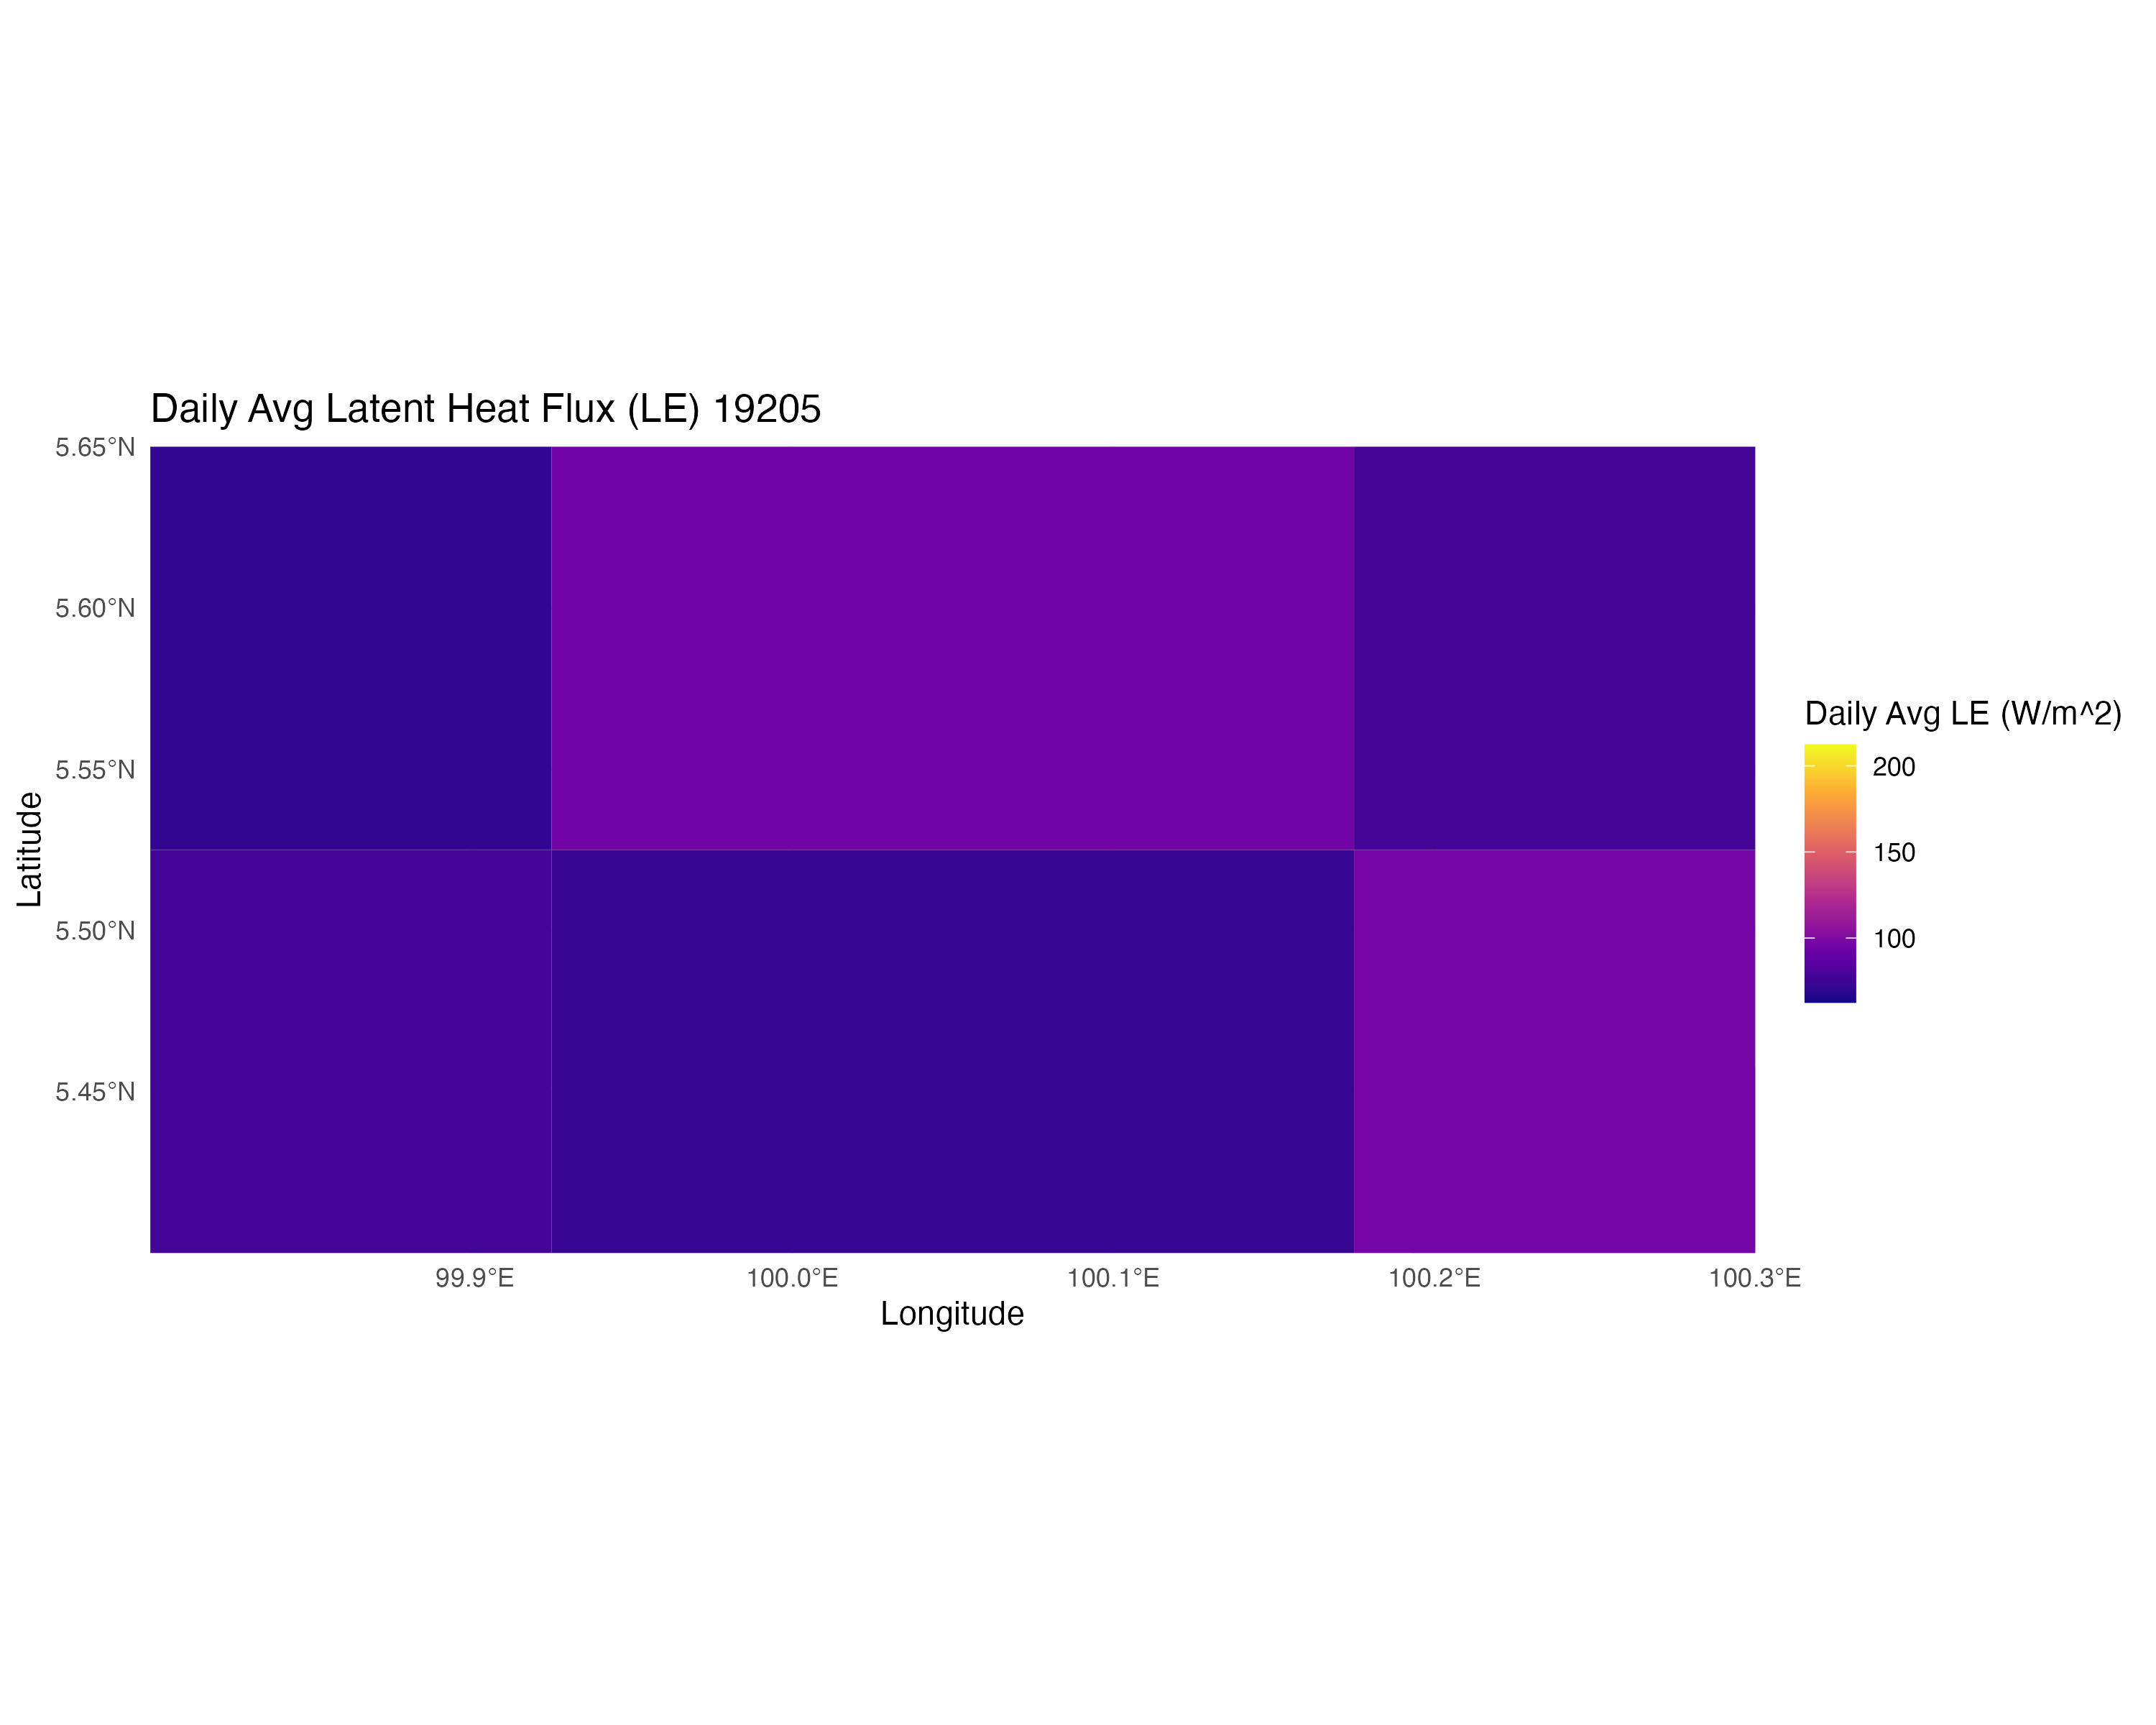 Daily Avg Latent Heat Flux (LE) 19205
5.65°N
5.60°N
5.55°N
5.50°N
5.45°N
Latitude
99.9°E 100.0°E 100.1°E 100.2°E 100.3°E
Longitude
Daily Avg LE (W/m^2)
200
150
100